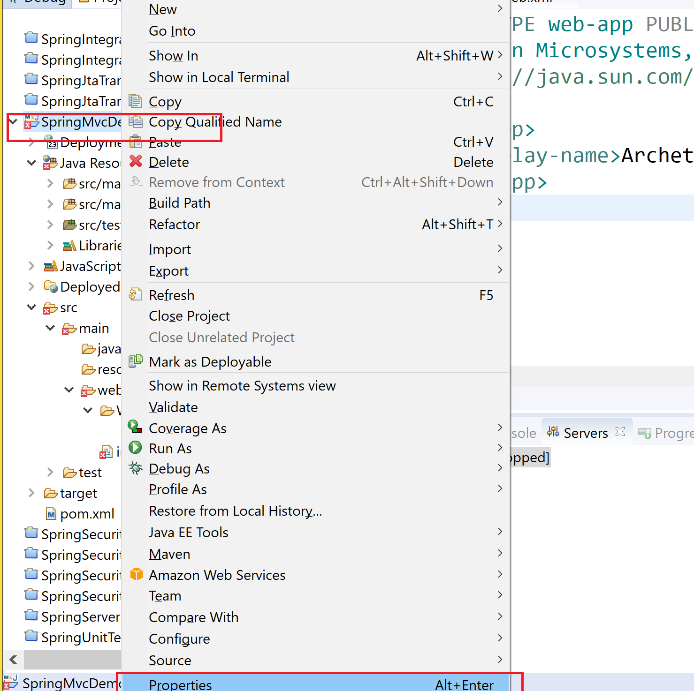 Debug
New
Go Into
Show In Alt+Shift+W
Show in Local Terminal
Copy Ctrl+C
Copy Qualified Name
Paste Ctrl+V
Delete Delete
Remove from Context Ctrl+Alt+Shift+Down
Build Path
Refactor Alt+Shift+T
Import
Export
Refresh F5
Close Project
Close Unrelated Project
Mark as Deployable
Show in Remote Systems view
Validate
Coverage As
Run As
Debug As
Profile As
Restore from Local History...
Java EE Tools
Maven
Amazon Web Services
Team
Compare With
Configure
Source
Properties Alt+Enter
SpringIntegra
SpringIntegra
SpringJtaTran
SpringJtaTran
SpringMvcDe
Deployme
Java Resou
src/ma
src/ma
src/test
Librarie
JavaScript
Deployed
src
main
java
reso
web
W
i
test
target
pom.xml
SpringSecurit
SpringSecurit
SpringSecurit
SpringSecurit
SpringServer
SpringUnitTe
SpringMvcDemo
b.xml
PE web-app PUBL
n Microsystems,
//java.sun.com/
p>
lay-name>Archet
pp>
sole Servers Progre
opped]